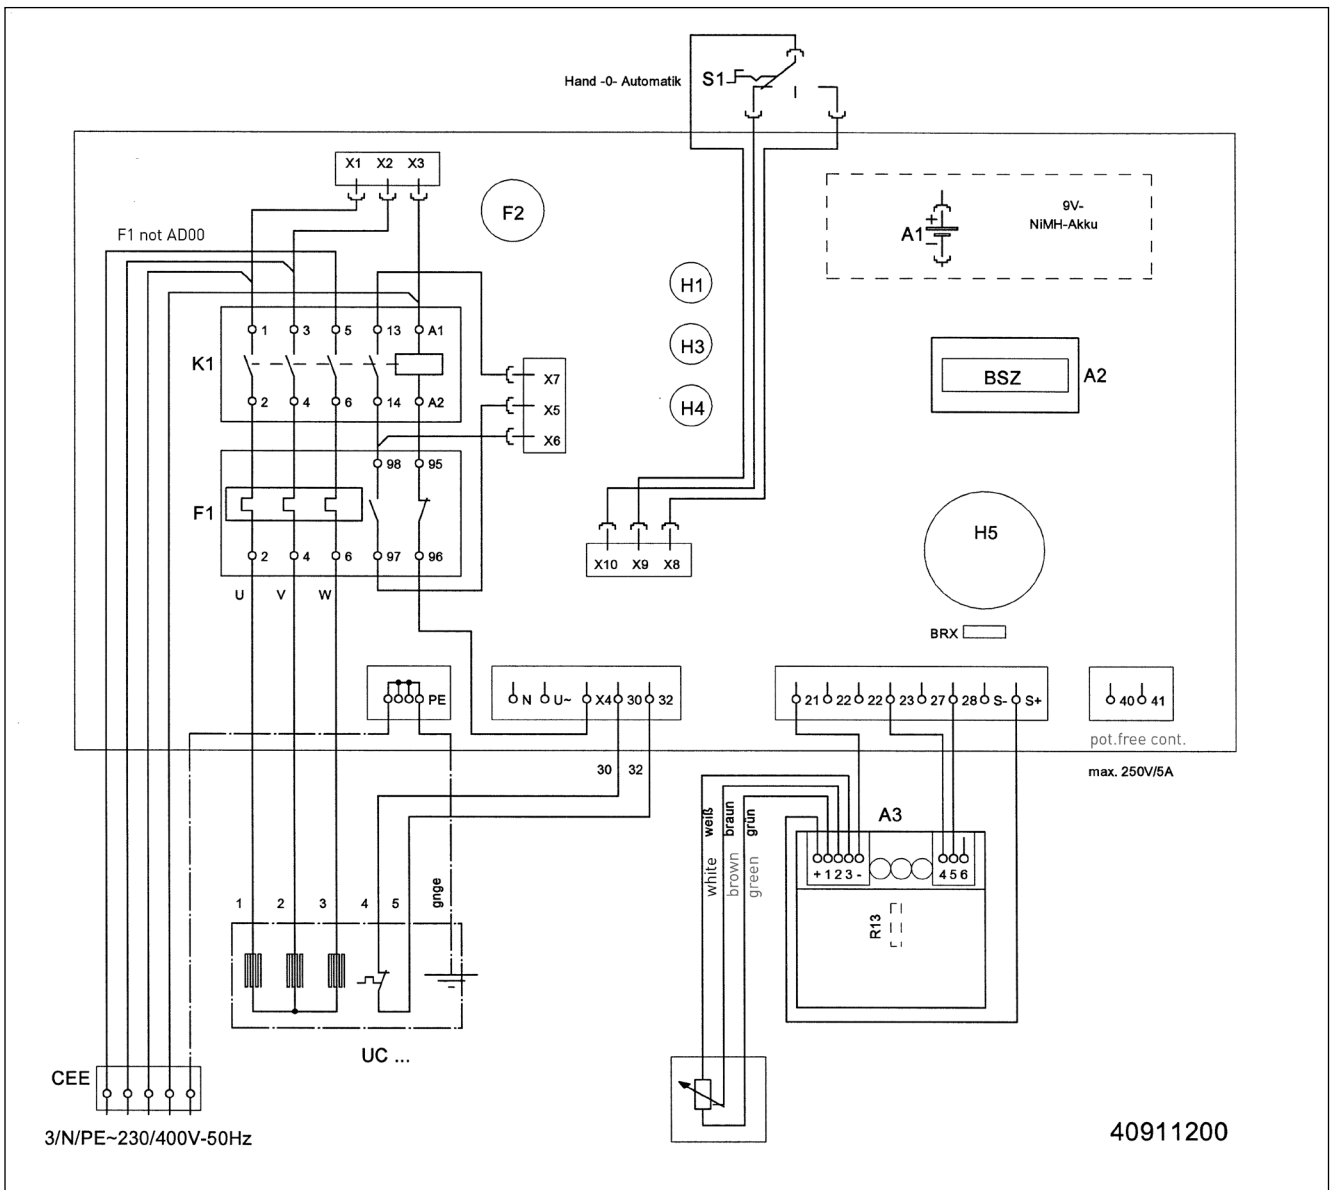 Hand -0- Automatik
S1
X1 X2 X3
F2
9V-
NiMH-Akku
A1
+
−
F1 not AD00
H1
1 3 5 13 A1
H3
K1
BSZ
A2
X7
2 4 6 14 A2
X5
H4
X6
98 95
F1
H5
2 4 6 97 96
X10 X9 X8
U V W
BRX
PE
N U~ X4 30 32
21 22 22 23 27 28 S- S+
40 41
pot.free cont.
30 32
max. 250V/5A
weiß
braun
grün
A3
white
brown
green
+ 1 2 3 -
4 5 6
1 2 3 4 5
gnge
R13
UC ...
CEE
3/N/PE~230/400V-50Hz
40911200